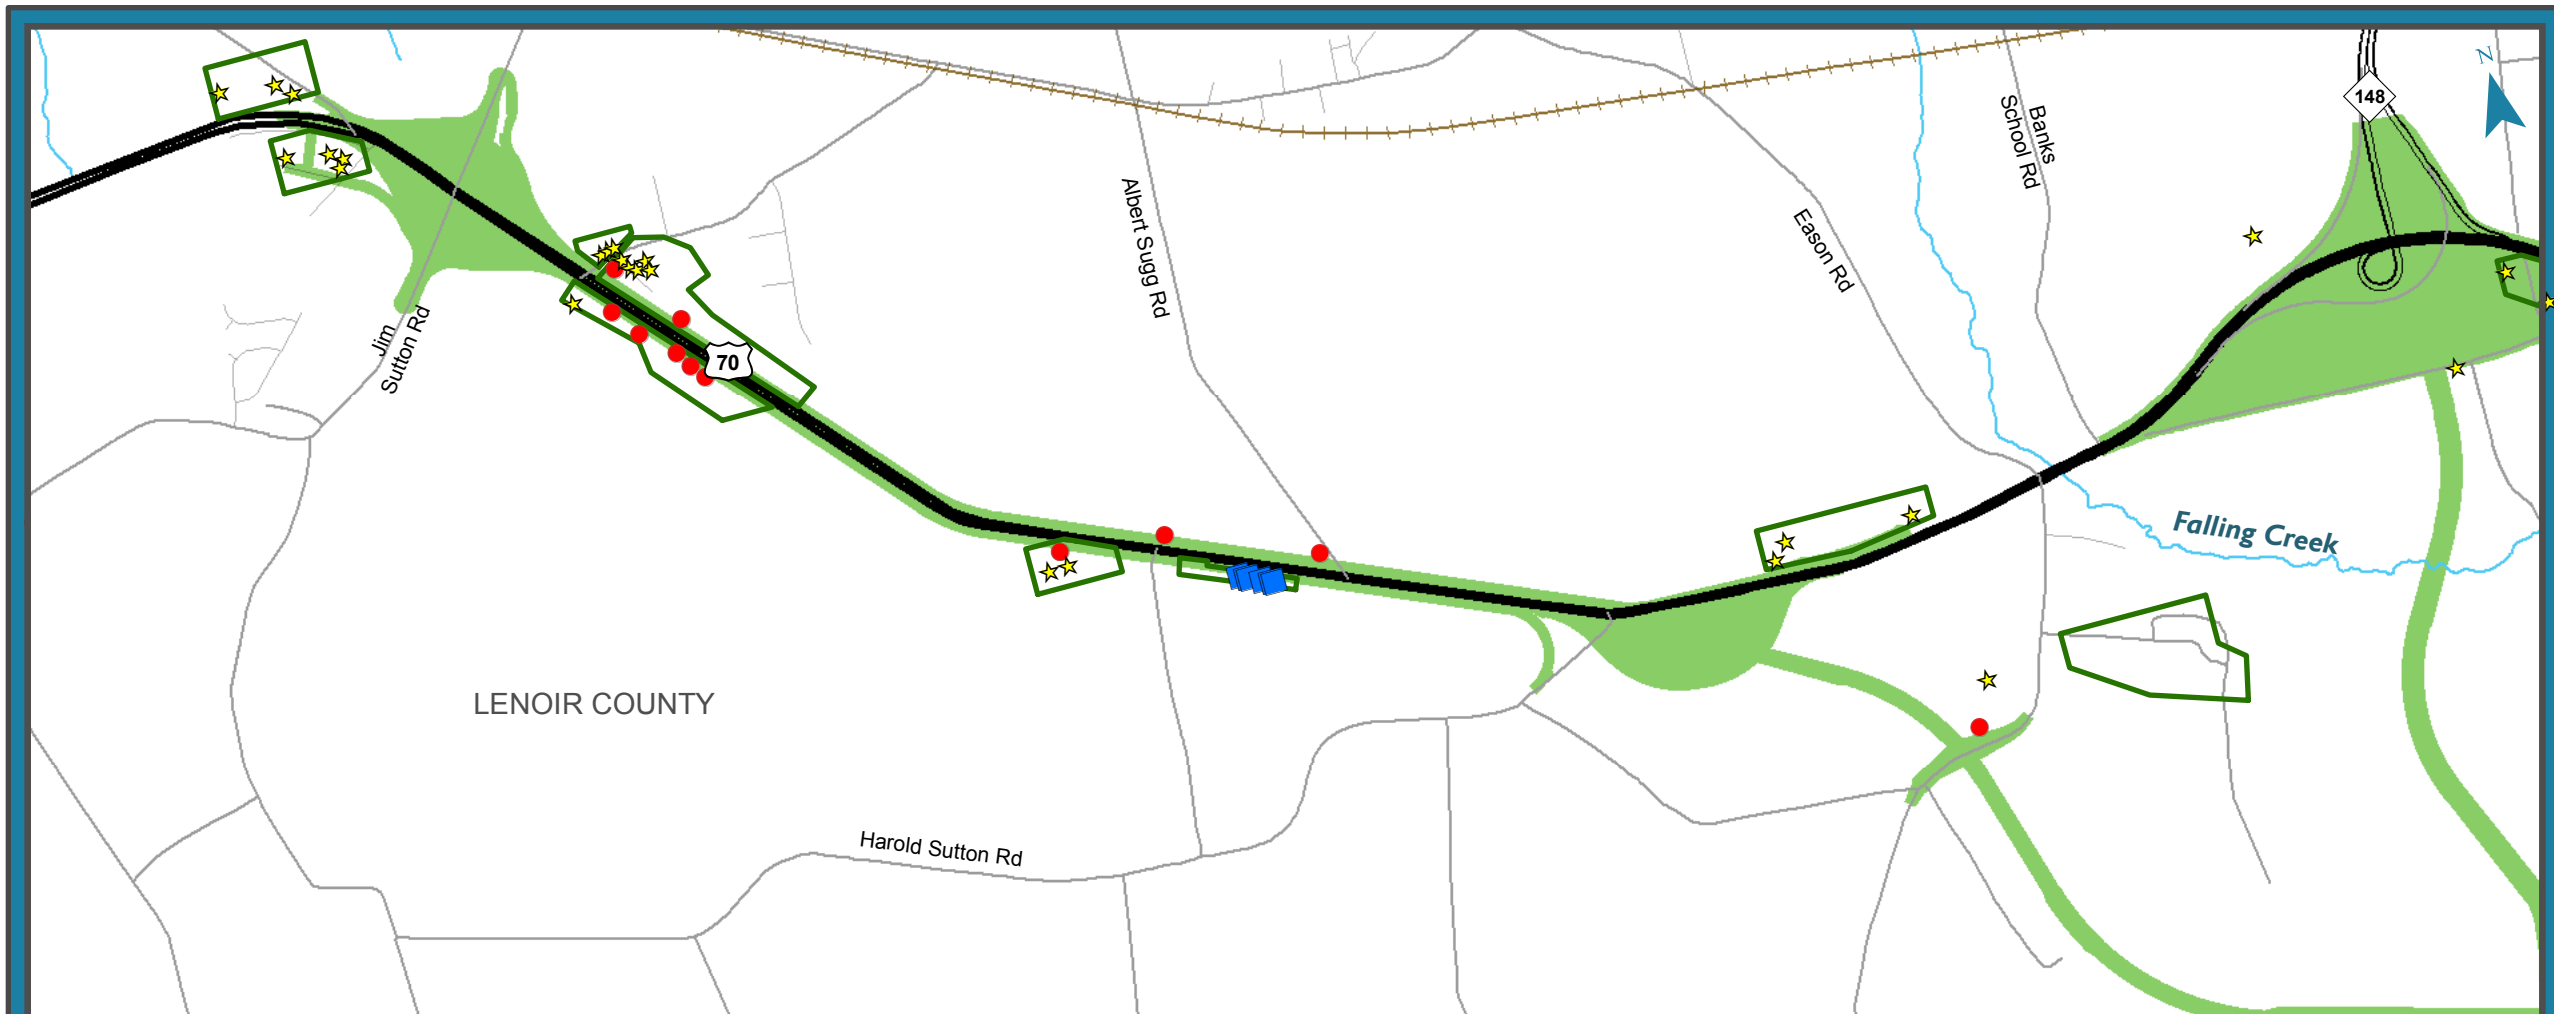 N
148
Banks
School Rd
Albert Sugg Rd
Eason Rd
Jim
Sutton Rd
70
Falling Creek
LENOIR COUNTY
Harold Sutton Rd